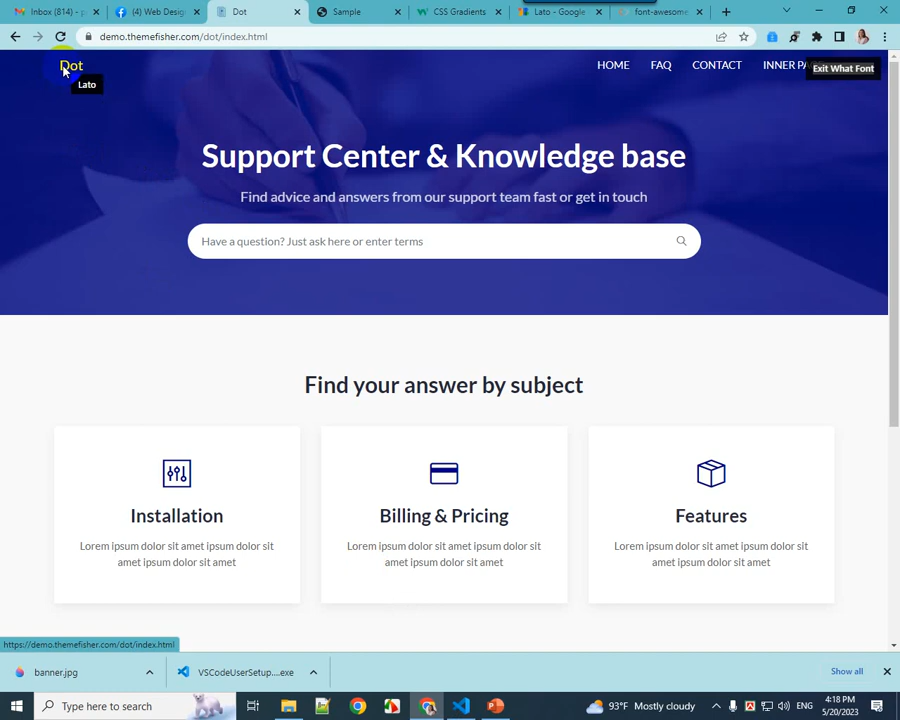 Inbox (814) - p
(4) Web Desig
Dot
Sample
CSS Gradients
Lato - Google
font-awesome
demo.themefisher.com/dot/index.html
Dot
Lato
HOME
FAQ
CONTACT
INNER PA
Exit What Font
Support Center & Knowledge base
Find advice and answers from our support team fast or get in touch
Have a question? Just ask here or enter terms
Find your answer by subject
Installation
Lorem ipsum dolor sit amet ipsum dolor sit
amet ipsum dolor sit amet
Billing & Pricing
Lorem ipsum dolor sit amet ipsum dolor sit
amet ipsum dolor sit amet
Features
Lorem ipsum dolor sit amet ipsum dolor sit
amet ipsum dolor sit amet
https://demo.themefisher.com/dot/index.html
banner.jpg
VSCodeUserSetup....exe
Show all
Type here to search
93°F Mostly cloudy
ENG
4:18 PM
5/20/2023